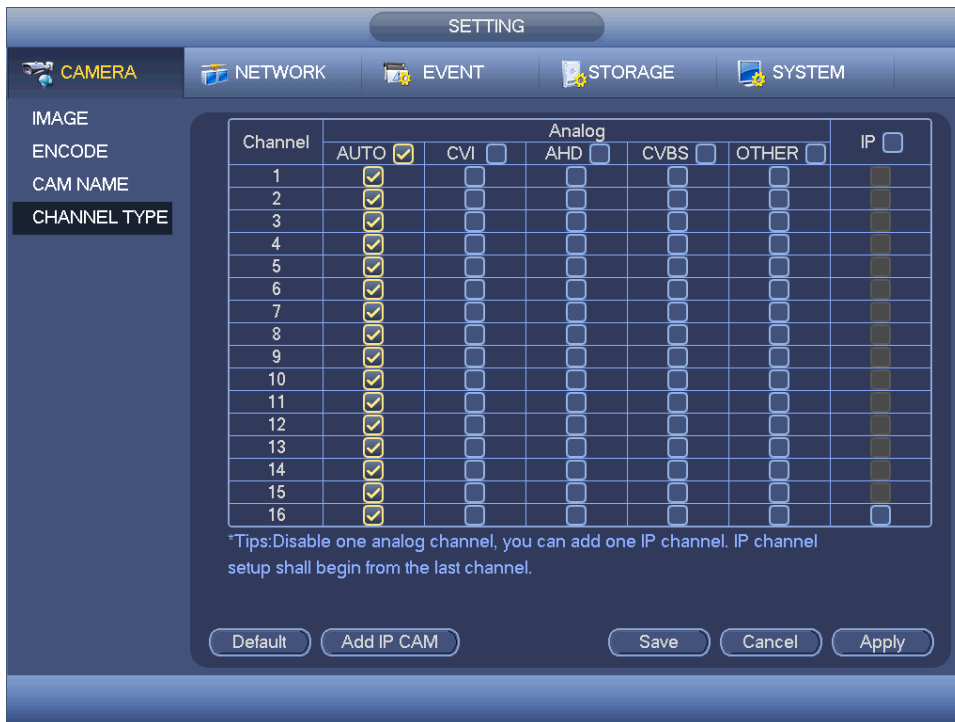 SETTING
CAMERA NETWORK EVENT STORAGE SYSTEM
IMAGE
ENCODE
CAM NAME
CHANNEL TYPE
Channel Analog IP
AUTO CVI AHD CVBS OTHER
1
2
3
4
5
6
7
8
9
10
11
12
13
14
15
16
*Tips:Disable one analog channel, you can add one IP channel. IP channel
setup shall begin from the last channel.
Default Add IP CAM Save Cancel Apply